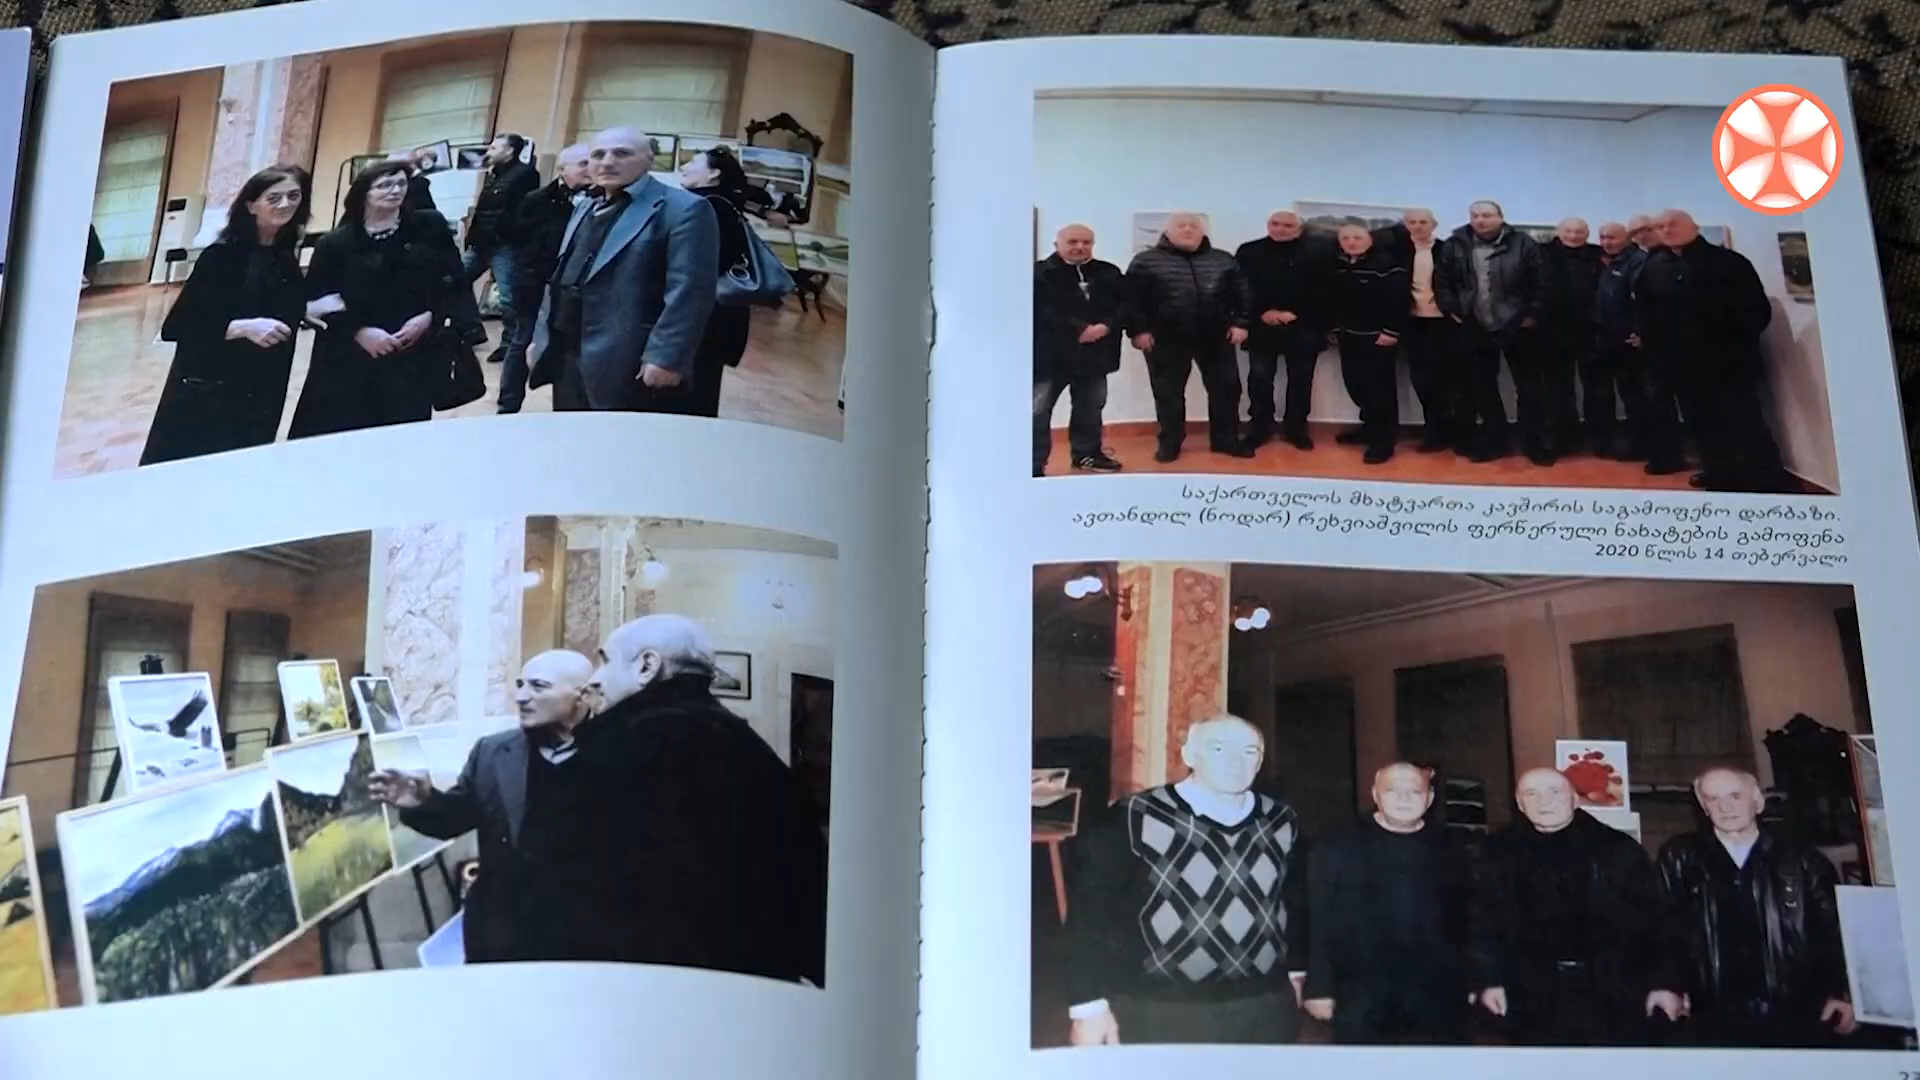 საქართველოს მხატვართა კავშირის საგამოფენო დარბაზი.
ავთანდილ (ნოდარ) რეხვიაშვილის ფერწერული ნახატების გამოფენა
2020 წლის 14 თებერვალი